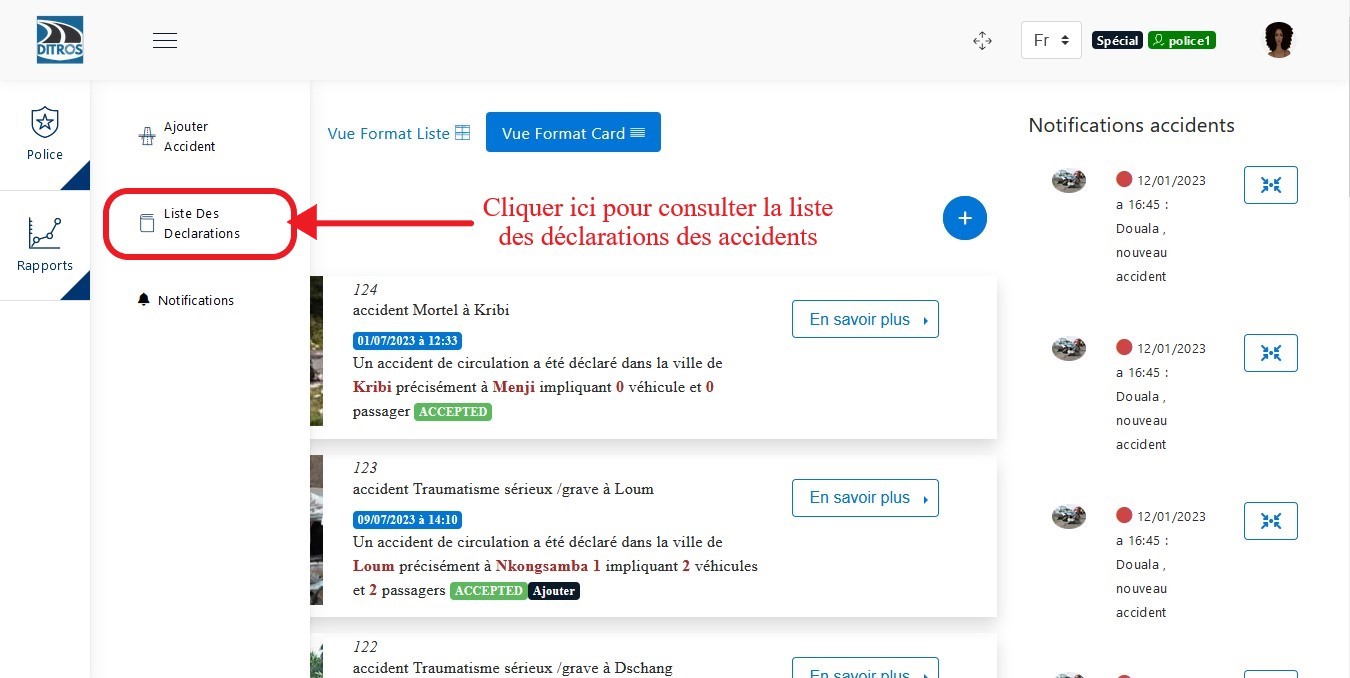 DITROS
Fr
Spécial
police1
Police
Rapports
Ajouter
Accident
Liste Des
Declarations
Notifications
Vue Format Liste
Vue Format Card
Cliquer ici pour consulter la liste
des déclarations des accidents
+
124
accident Mortel à Kribi
01/07/2023 à 12:33
Un accident de circulation a été déclaré dans la ville de
Kribi précisément à Menji impliquant 0 véhicule et 0
passager ACCEPTED
En savoir plus
123
accident Traumatisme sérieux /grave à Loum
09/07/2023 à 14:10
Un accident de circulation a été déclaré dans la ville de
Loum précisément à Nkongsamba 1 impliquant 2 véhicules
et 2 passagers ACCEPTED Ajouter
En savoir plus
122
accident Traumatisme sérieux /grave à Dschang
En savoir plus
Notifications accidents
12/01/2023
a 16:45 :
Douala ,
nouveau
accident
12/01/2023
a 16:45 :
Douala ,
nouveau
accident
12/01/2023
a 16:45 :
Douala ,
nouveau
accident